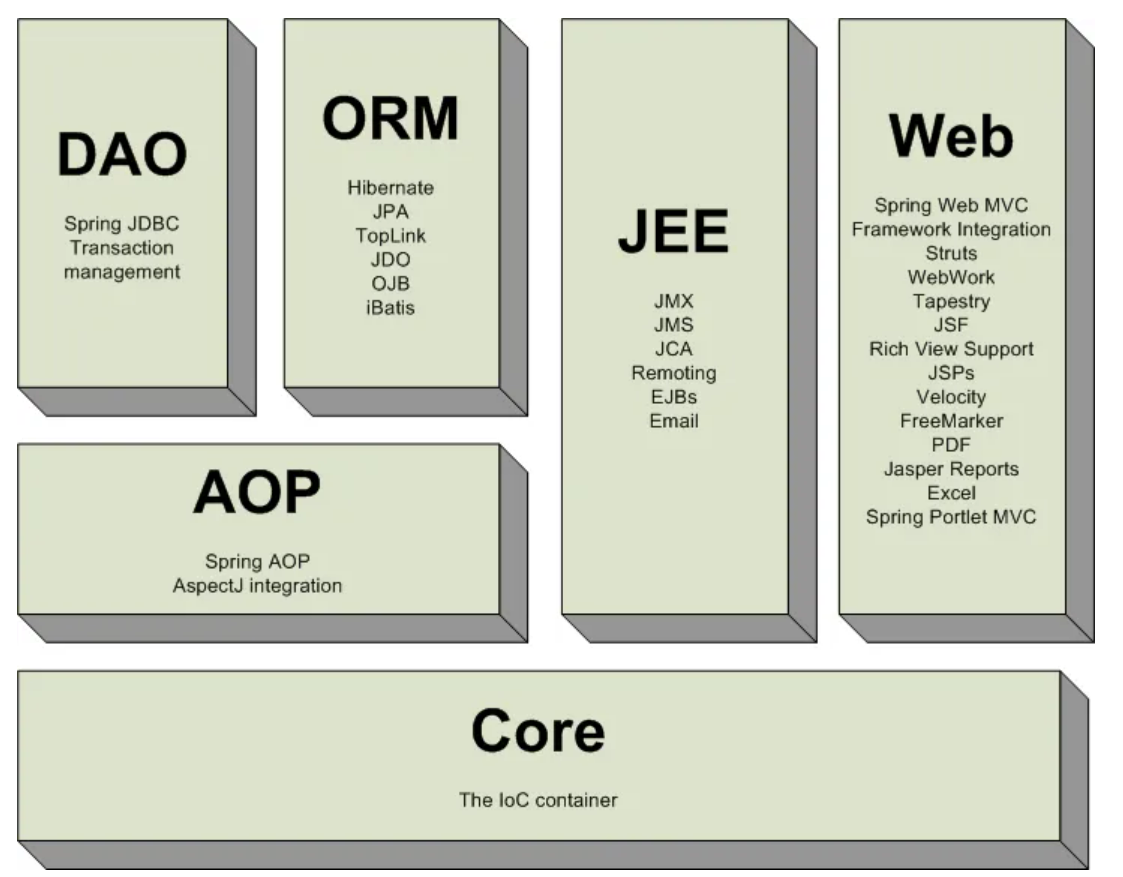 DAO
Spring JDBC
Transaction
management
ORM
Hibernate
JPA
TopLink
JDO
OJB
iBatis
JEE
JMX
JMS
JCA
Remoting
EJBs
Email
Web
Spring Web MVC
Framework Integration
Struts
WebWork
Tapestry
JSF
Rich View Support
JSPs
Velocity
FreeMarker
PDF
Jasper Reports
Excel
Spring Portlet MVC
AOP
Spring AOP
AspectJ integration
Core
The IoC container